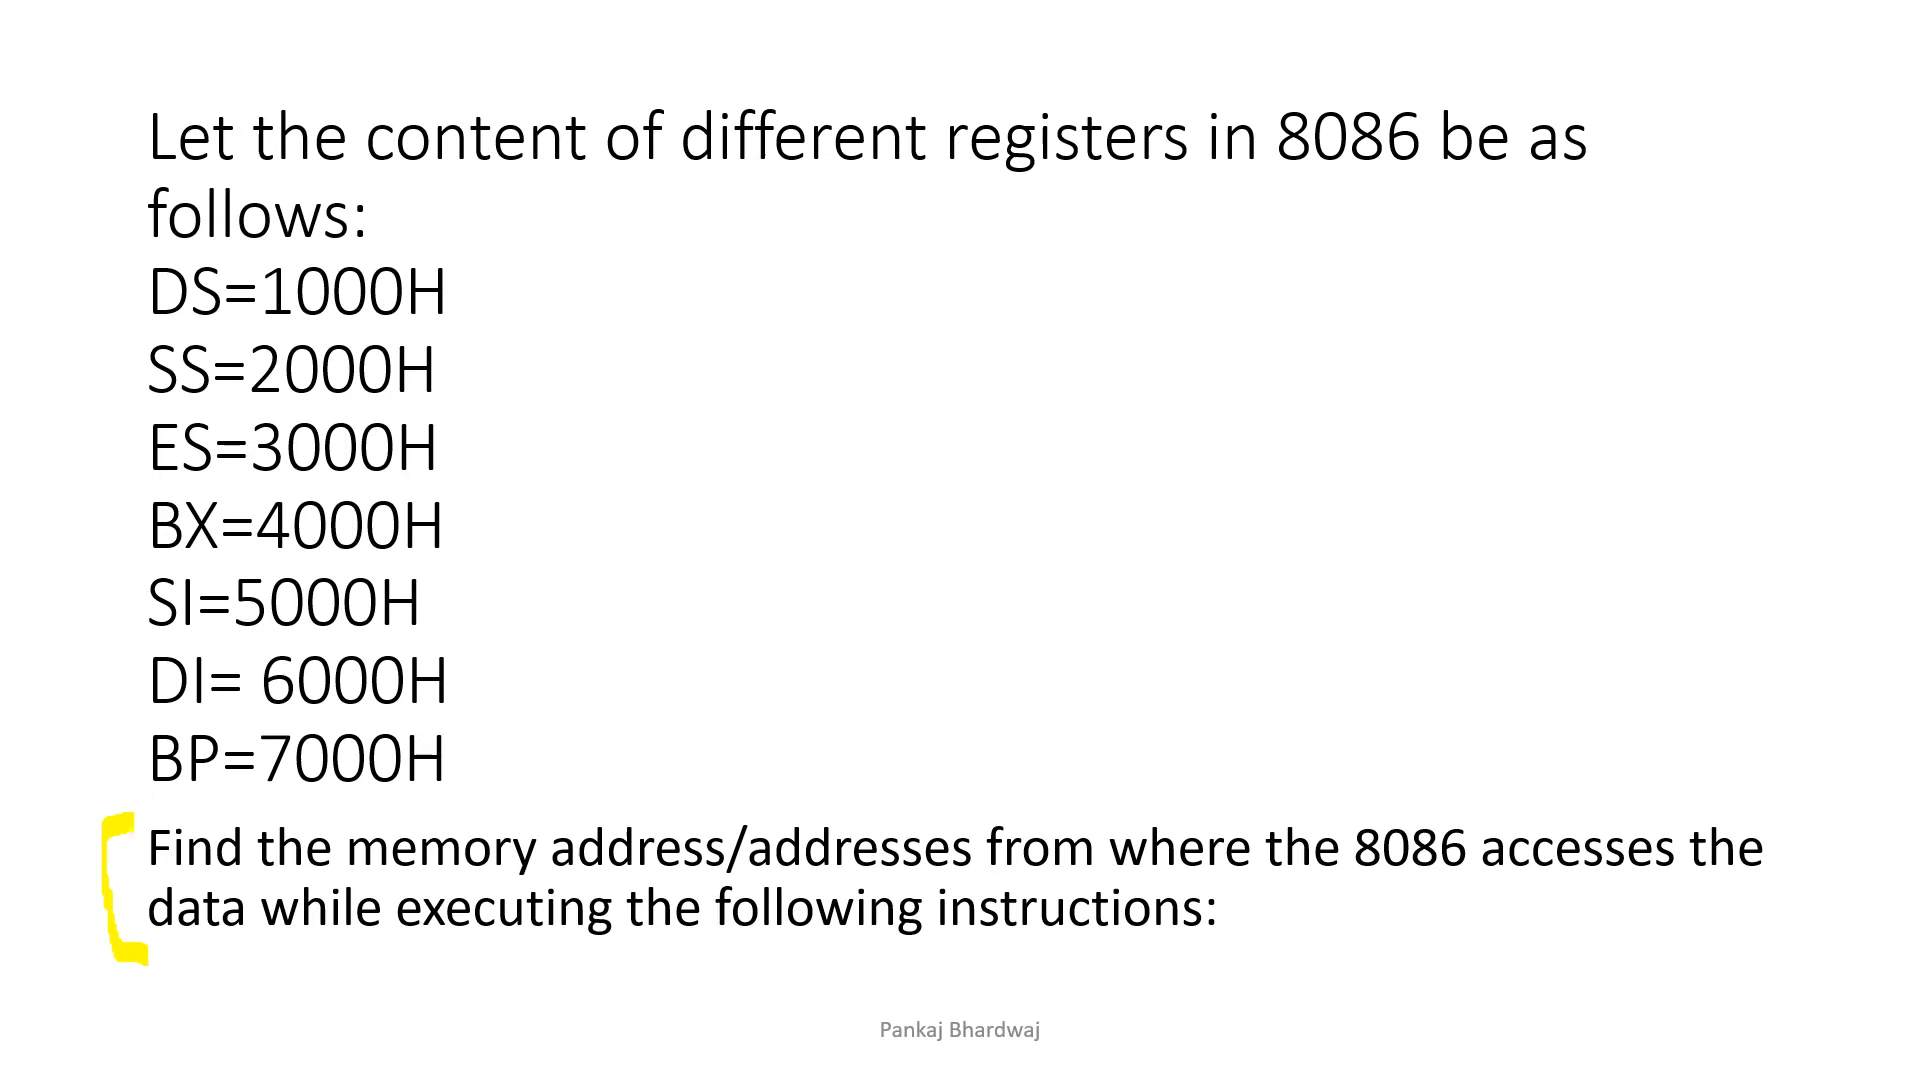 Let the content of different registers in 8086 be as
follows:
DS=1000H
SS=2000H
ES=3000H
BX=4000H
SI=5000H
DI= 6000H
BP=7000H
Find the memory address/addresses from where the 8086 accesses the
data while executing the following instructions:
Pankaj Bhardwaj